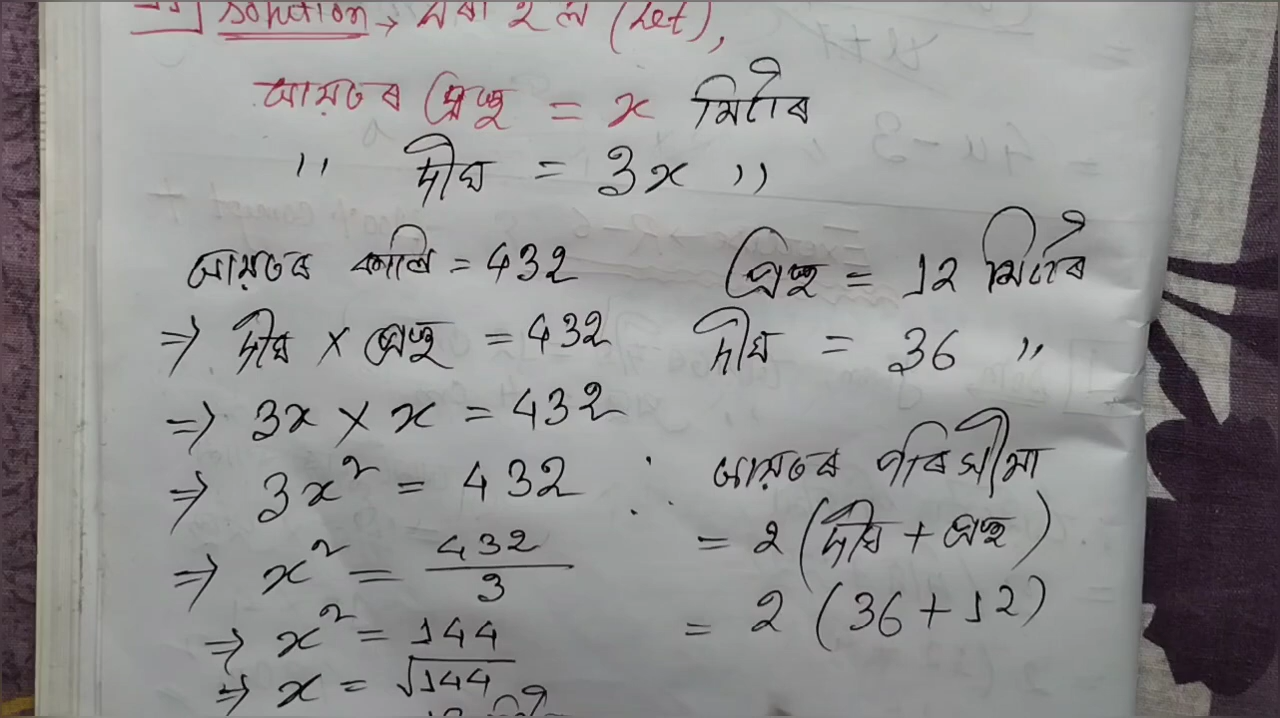 Solution → ধৰা হ'ল (Let),
আয়তৰ প্ৰস্থ = x মিটাৰ
" দীঘ = 3x "
আয়তৰ কালি = 432
⇒ দীঘ × প্ৰস্থ = 432
⇒ 3x × x = 432
⇒ 3x² = 432
⇒ x² = 432/3
⇒ x² = 144
⇒ x = √144
প্ৰস্থ = 12 মিটাৰ
দীঘ = 36 "
∴ আয়তৰ পৰিসীমা
= 2 (দীঘ + প্ৰস্থ)
= 2 (36 + 12)